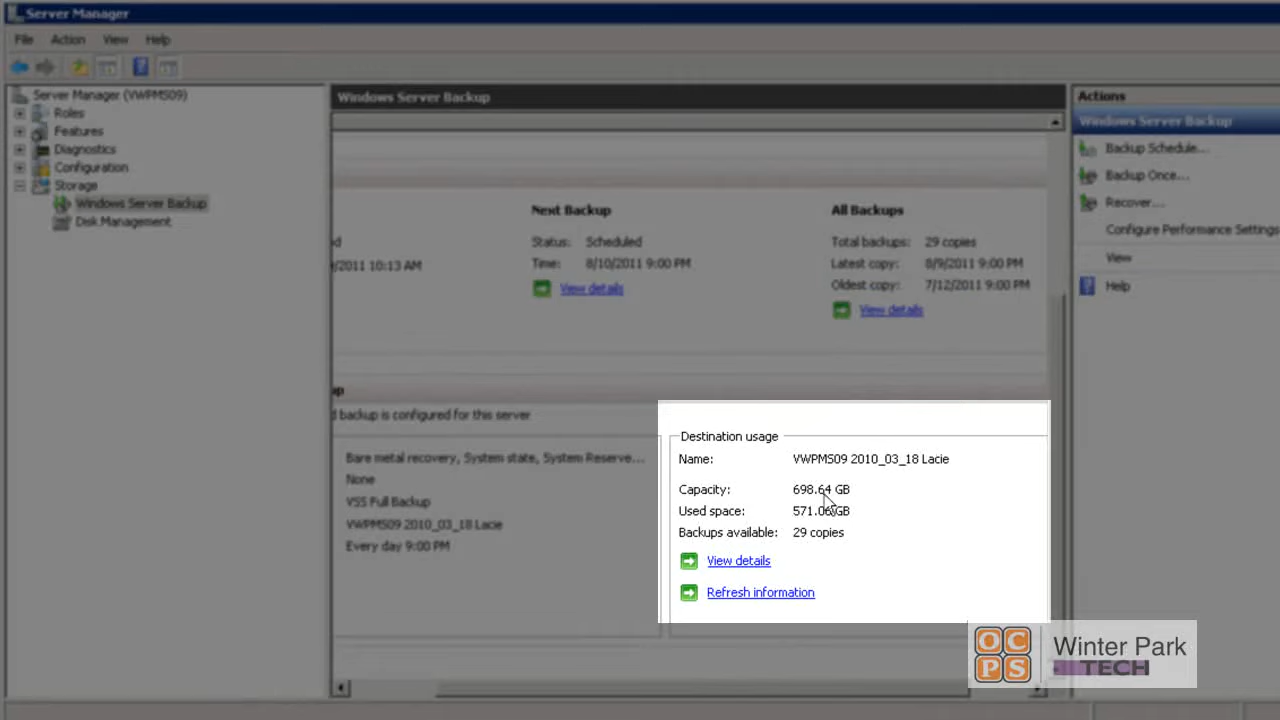 Server Manager
File Action View Help
Server Manager (VWPMS09)
Roles
Features
Diagnostics
Configuration
Storage
Windows Server Backup
Disk Management
Windows Server Backup
Next Backup
Status: Scheduled
Time: 8/10/2011 9:00 PM
View details
/2011 10:13 AM
All Backups
Total backups: 29 copies
Latest copy: 8/9/2011 9:00 PM
Oldest copy: 7/12/2011 9:00 PM
View details
backup is configured for this server
Bare metal recovery, System state, System Reserve...
None
VSS Full Backup
VWPMS09 2010_03_18 Lacie
Every day 9:00 PM
Destination usage
Name: VWPMS09 2010_03_18 Lacie
Capacity: 698.64 GB
Used space: 571.06 GB
Backups available: 29 copies
View details
Refresh information
Actions
Windows Server Backup
Backup Schedule...
Backup Once...
Recover...
Configure Performance Settings
View
Help
OCPS
Winter Park
TECH